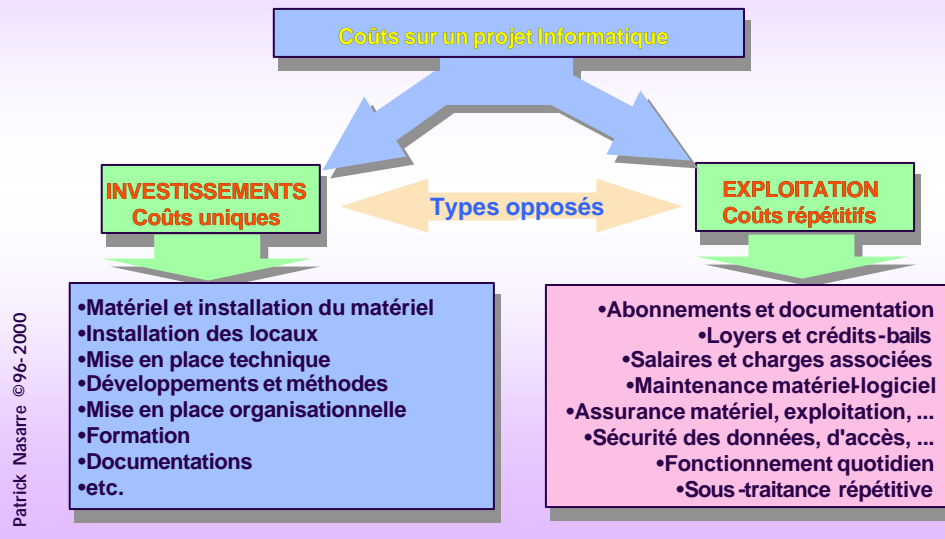 Coûts sur un projet Informatique
INVESTISSEMENTS
Coûts uniques
Types opposés
EXPLOITATION
Coûts répétitifs
•Matériel et installation du matériel
•Installation des locaux
•Mise en place technique
•Développements et méthodes
•Mise en place organisationnelle
•Formation
•Documentations
•etc.
•Abonnements et documentation
•Loyers et crédits-bails
•Salaires et charges associées
•Maintenance matériel-logiciel
•Assurance matériel, exploitation, ...
•Sécurité des données, d'accès, ...
•Fonctionnement quotidien
•Sous-traitance répétitive
Patrick Nasarre ©96-2000